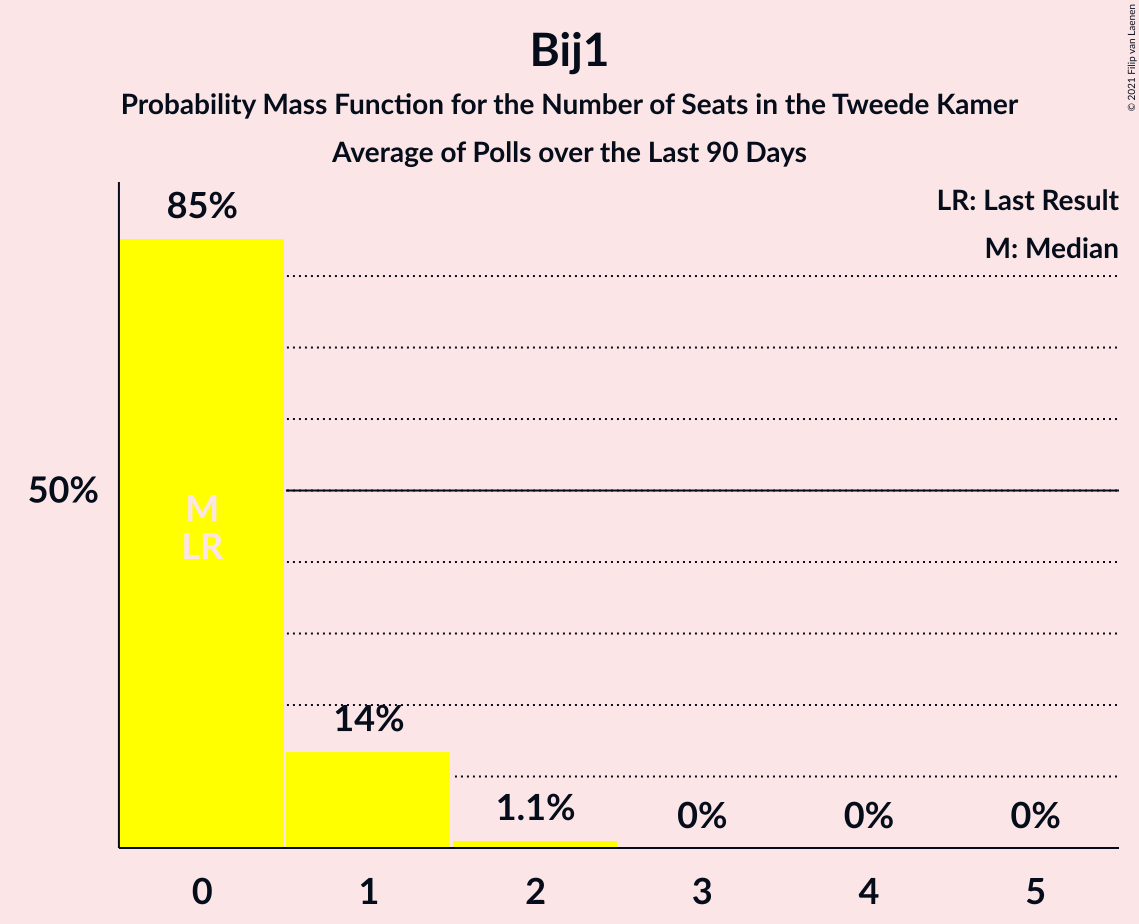 Bij1
Probability Mass Function for the Number of Seats in the Tweede Kamer
Average of Polls over the Last 90 Days
© 2021 Filip van Laenen
LR: Last Result
M: Median
85%
50%
M
LR
14%
1.1%
0%
0%
0%
0
1
2
3
4
5